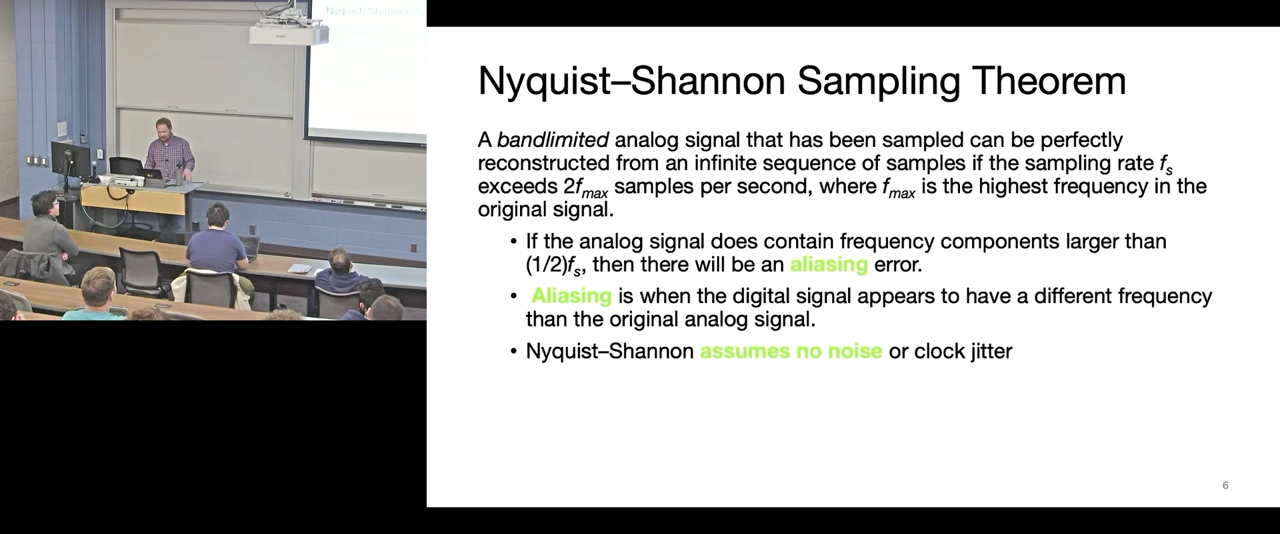 Nyquist–Shannon
Nyquist–Shannon Sampling Theorem
A bandlimited analog signal that has been sampled can be perfectly
reconstructed from an infinite sequence of samples if the sampling rate fs
exceeds 2fmax samples per second, where fmax is the highest frequency in the
original signal.
• If the analog signal does contain frequency components larger than
(1/2)fs, then there will be an aliasing error.
• Aliasing is when the digital signal appears to have a different frequency
than the original analog signal.
• Nyquist–Shannon assumes no noise or clock jitter
6